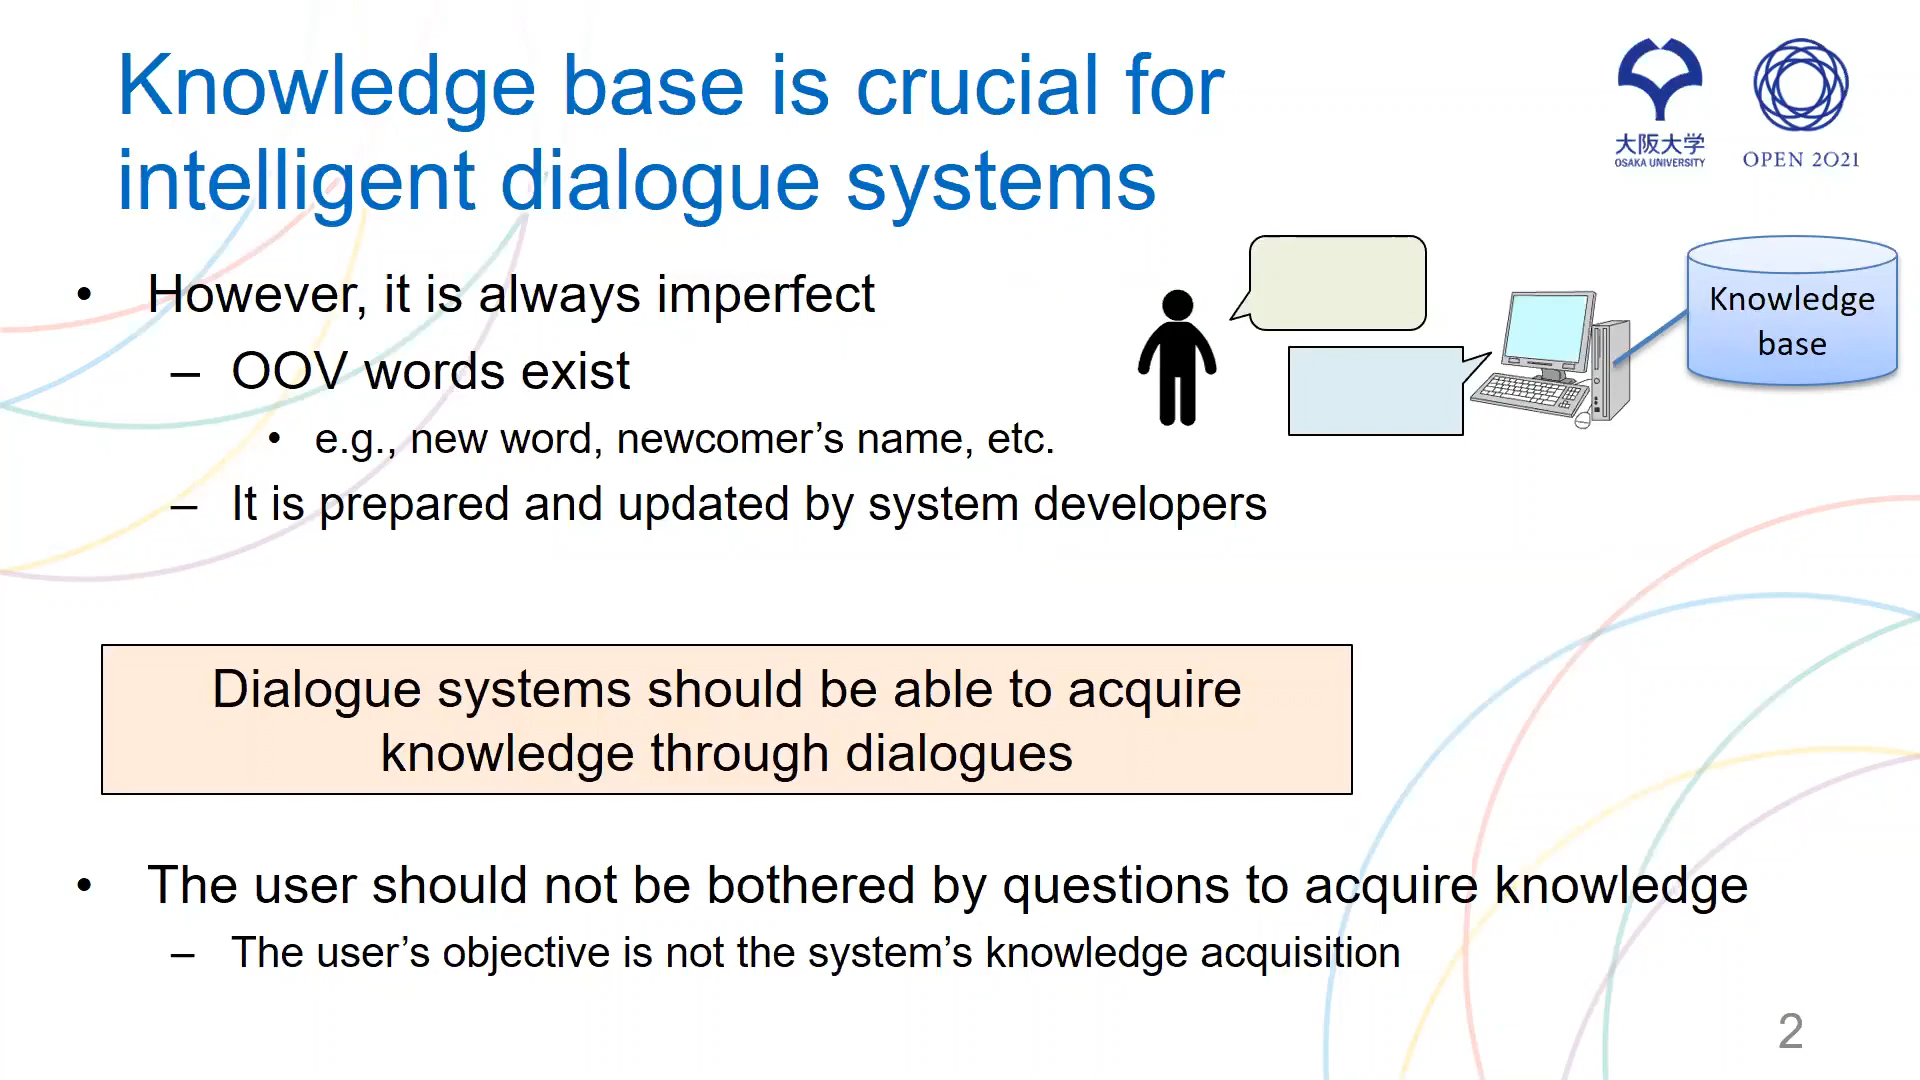 Knowledge base is crucial for
intelligent dialogue systems
大阪大学
OSAKA UNIVERSITY
OPEN 2021
• However, it is always imperfect
– OOV words exist
• e.g., new word, newcomer’s name, etc.
– It is prepared and updated by system developers
Knowledge
base
Dialogue systems should be able to acquire
knowledge through dialogues
• The user should not be bothered by questions to acquire knowledge
– The user’s objective is not the system’s knowledge acquisition
2